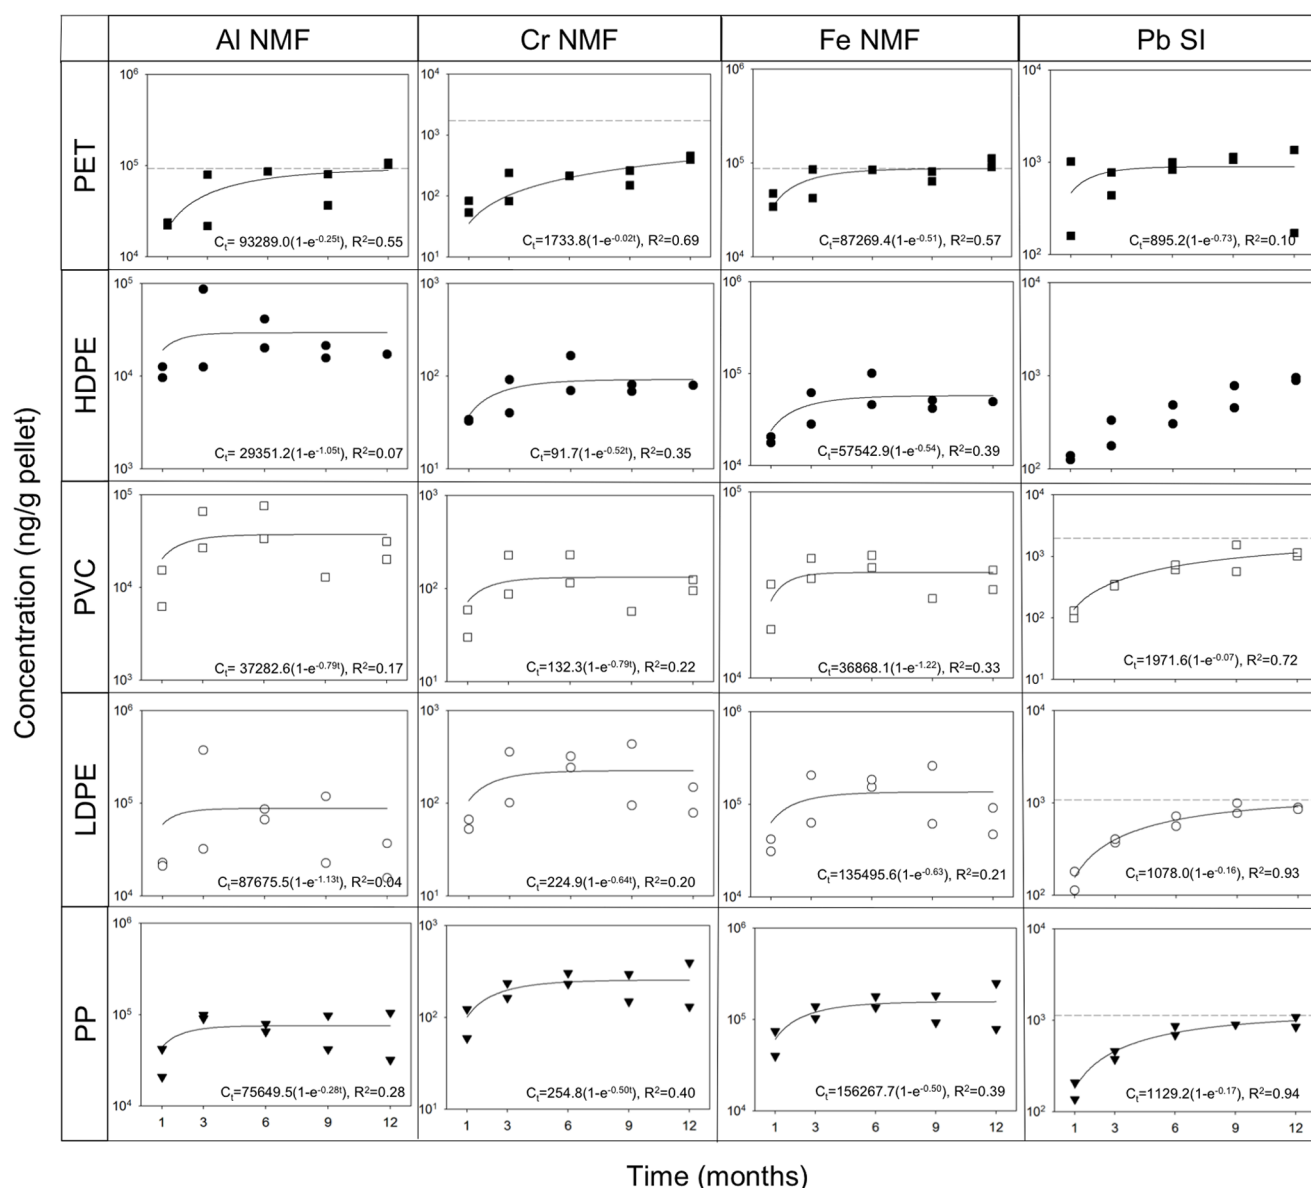 Al NMF Cr NMF Fe NMF Pb SI
Concentration (ng/g pellet)
PET
10⁶
10⁵
10⁴
Cₜ= 93289.0(1-e⁻⁰·²⁵ᵗ), R²=0.55
10⁴
10³
10²
10¹
Cₜ=1733.8(1-e⁻⁰·⁰²ᵗ), R²=0.69
10⁶
10⁵
10⁴
Cₜ=87269.4(1-e⁻⁰·⁵¹), R²=0.57
10⁴
10³
10²
Cₜ=895.2(1-e⁻⁰·⁷³), R²=0.10
HDPE
10⁵
10⁴
10³
Cₜ= 29351.2(1-e⁻¹·⁰⁵ᵗ), R²=0.07
10³
10²
10¹
Cₜ=91.7(1-e⁻⁰·⁵²ᵗ), R²=0.35
10⁶
10⁵
10⁴
Cₜ=57542.9(1-e⁻⁰·⁵⁴), R²=0.39
10⁴
10³
10²
PVC
10⁵
10⁴
10³
Cₜ= 37282.6(1-e⁻⁰·⁷⁹ᵗ), R²=0.17
10³
10²
10¹
Cₜ=132.3(1-e⁻⁰·⁷⁹ᵗ), R²=0.22
10⁵
10⁴
Cₜ=36868.1(1-e⁻¹·²²), R²=0.33
10⁴
10³
10²
10¹
Cₜ=1971.6(1-e⁻⁰·⁰⁷), R²=0.72
LDPE
10⁶
10⁵
10⁴
Cₜ=87675.5(1-e⁻¹·¹³ᵗ), R²=0.04
10³
10²
10¹
Cₜ=224.9(1-e⁻⁰·⁶⁴ᵗ), R²=0.20
10⁶
10⁵
10⁴
Cₜ=135495.6(1-e⁻⁰·⁶³), R²=0.21
10⁴
10³
10²
Cₜ=1078.0(1-e⁻⁰·¹⁶), R²=0.93
PP
10⁶
10⁵
10⁴
Cₜ=75649.5(1-e⁻⁰·²⁸ᵗ), R²=0.28
10³
10²
10¹
Cₜ=254.8(1-e⁻⁰·⁵⁰ᵗ), R²=0.40
10⁶
10⁵
10⁴
Cₜ=156267.7(1-e⁻⁰·⁵⁰), R²=0.39
10⁴
10³
10²
Cₜ=1129.2(1-e⁻⁰·¹⁷), R²=0.94
1 3 6 9 12 1 3 6 9 12 1 3 6 9 12 1 3 6 9 12
Time (months)